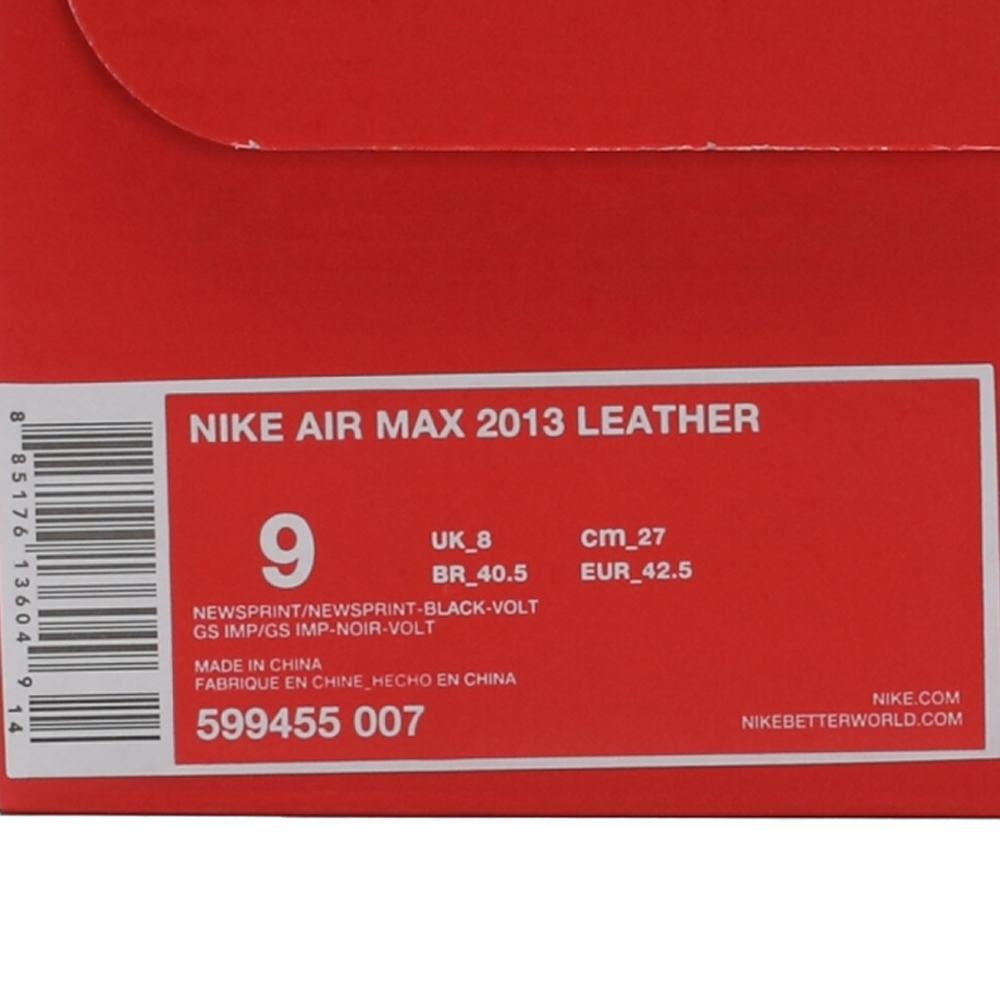 NIKE AIR MAX 2013 LEATHER
9
UK_8 cm_27
BR_40.5 EUR_42.5
NEWSPRINT/NEWSPRINT-BLACK-VOLT
GS IMP/GS IMP-NOIR-VOLT
MADE IN CHINA
FABRIQUE EN CHINE_HECHO EN CHINA
599455 007
NIKE.COM
NIKEBETTERWORLD.COM
8 85176 13604 9 14